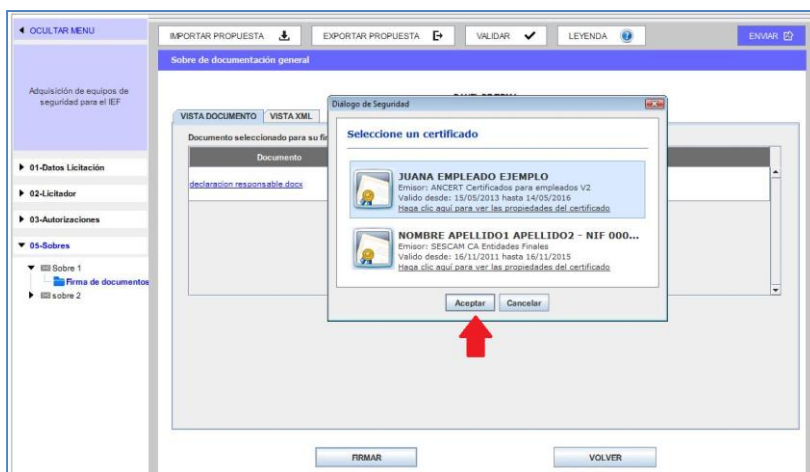 OCULTAR MENU
IMPORTAR PROPUESTA
EXPORTAR PROPUESTA
VALIDAR
LEYENDA
ENVIAR
Sobre de documentación general
Adquisición de equipos de
seguridad para el IEF
01-Datos Licitación
02-Licitador
03-Autorizaciones
05-Sobres
Sobre 1
Firma de documentos
sobre 2
VISTA DOCUMENTO
VISTA XML
Documento seleccionado para su
Documento
declaracion responsable.docx
Diálogo de Seguridad
Seleccione un certificado
JUANA EMPLEADO EJEMPLO
Emisor: ANCERT Certificados para empleados V2
Valido desde: 15/05/2013 hasta 14/05/2016
Haga clic aquí para ver las propiedades del certificado
NOMBRE APELLIDO1 APELLIDO2 - NIF 000...
Emisor: SESCAM CA Entidades Finales
Valido desde: 16/11/2011 hasta 16/11/2015
Haga clic aquí para ver las propiedades del certificado
Aceptar
Cancelar
FIRMAR
VOLVER